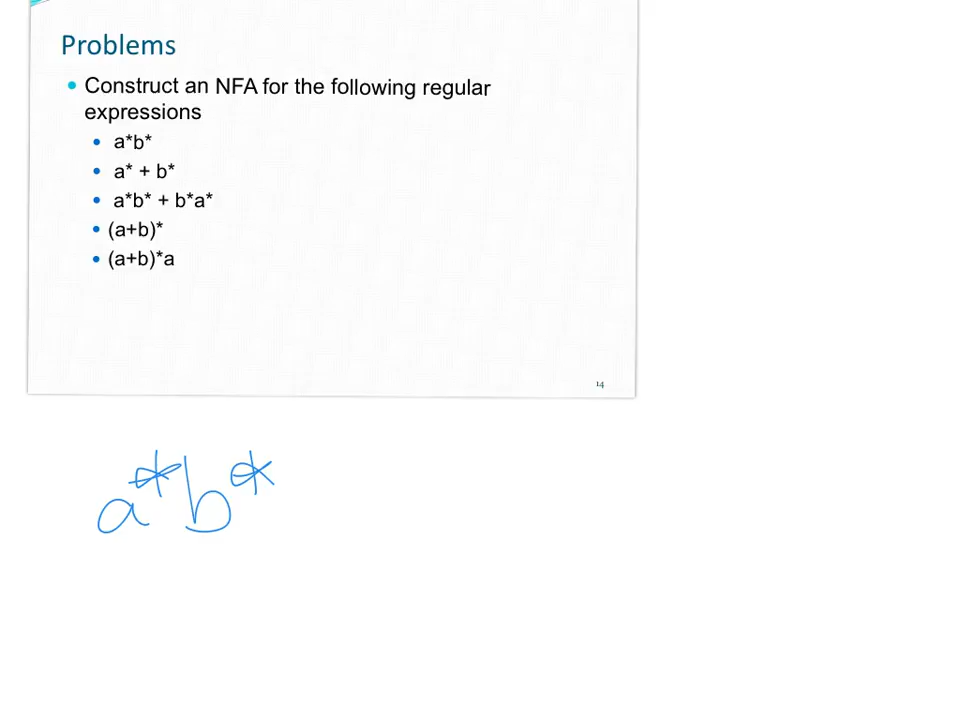 Problems
Construct an NFA for the following regular
expressions
a*b*
a* + b*
a*b* + b*a*
(a+b)*
(a+b)*a
14
a*b*